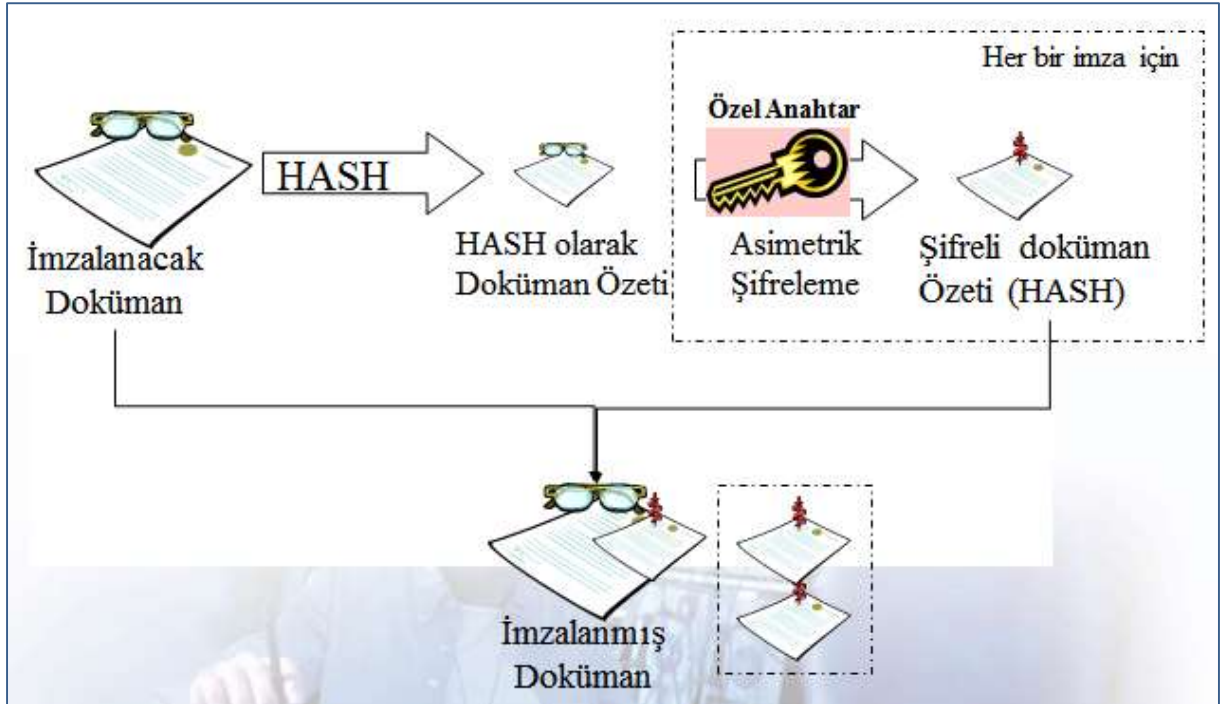 Her bir imza için
Özel Anahtar
HASH
İmzalanacak
Doküman
HASH olarak
Doküman Özeti
Asimetrik
Şifreleme
Şifreli doküman
Özeti (HASH)
İmzalanmış
Doküman